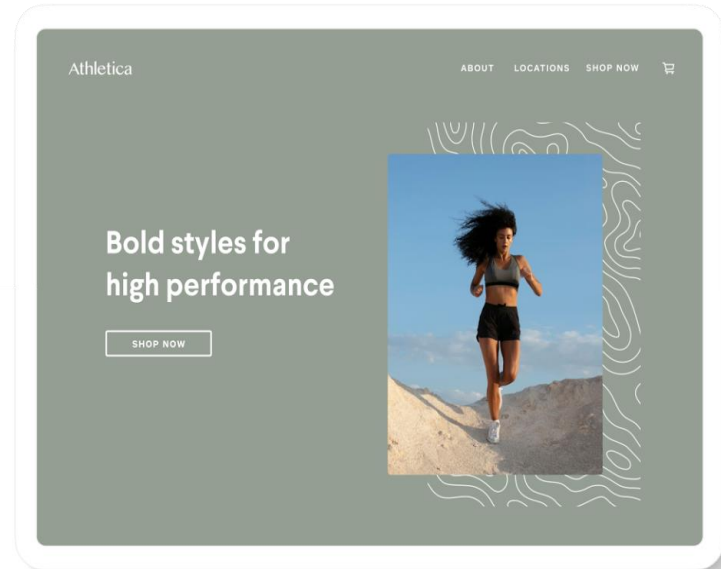 Athletica
ABOUT LOCATIONS SHOP NOW
Bold styles for
high performance
SHOP NOW